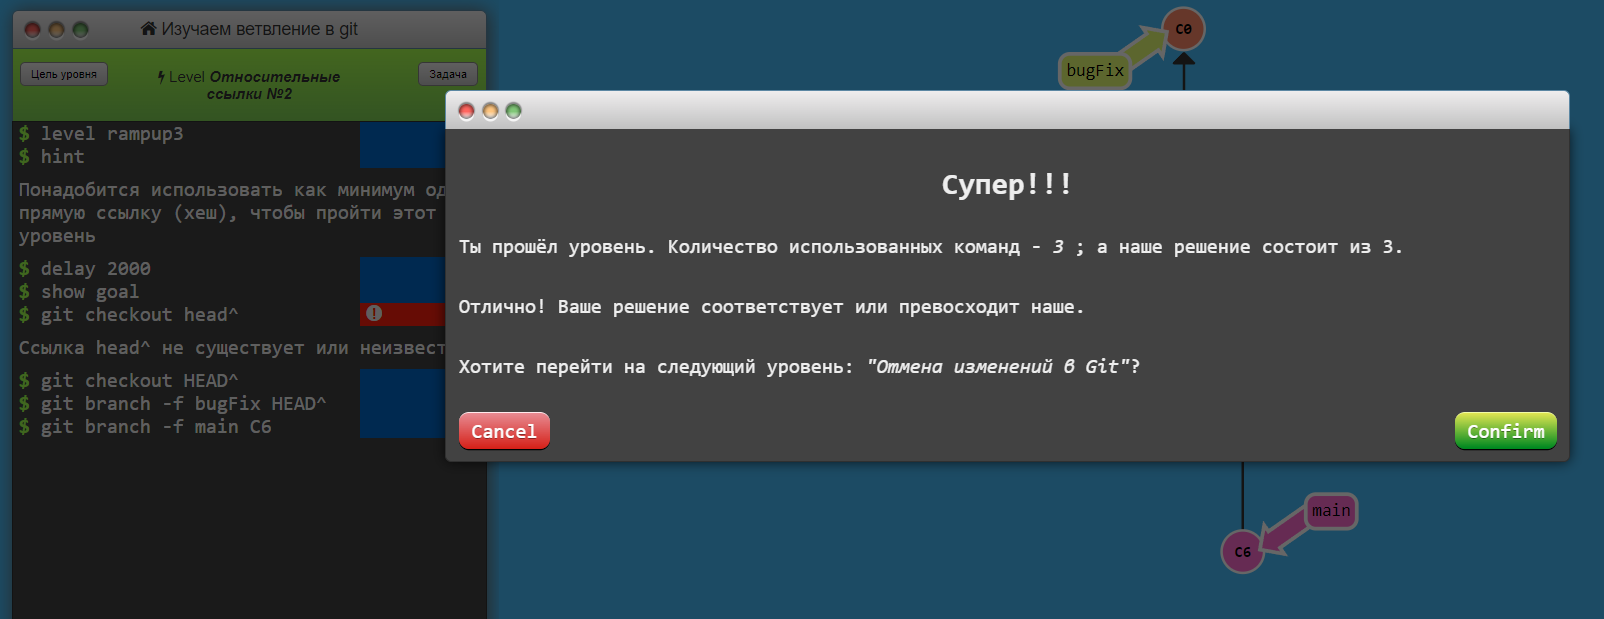 Изучаем ветвление в git
Цель уровня
Level Относительные
ссылки №2
Задача
$ level rampup3
$ hint
Понадобится использовать как минимум од
прямую ссылку (хеш), чтобы пройти этот
уровень
$ delay 2000
$ show goal
$ git checkout head^
Ссылка head^ не существует или неизвест
$ git checkout HEAD^
$ git branch -f bugFix HEAD^
$ git branch -f main C6
C0
bugFix
Супер!!!
Ты прошёл уровень. Количество использованных команд - 3 ; а наше решение состоит из 3.
Отлично! Ваше решение соответствует или превосходит наше.
Хотите перейти на следующий уровень: "Отмена изменений в Git"?
Cancel
Confirm
main
C6